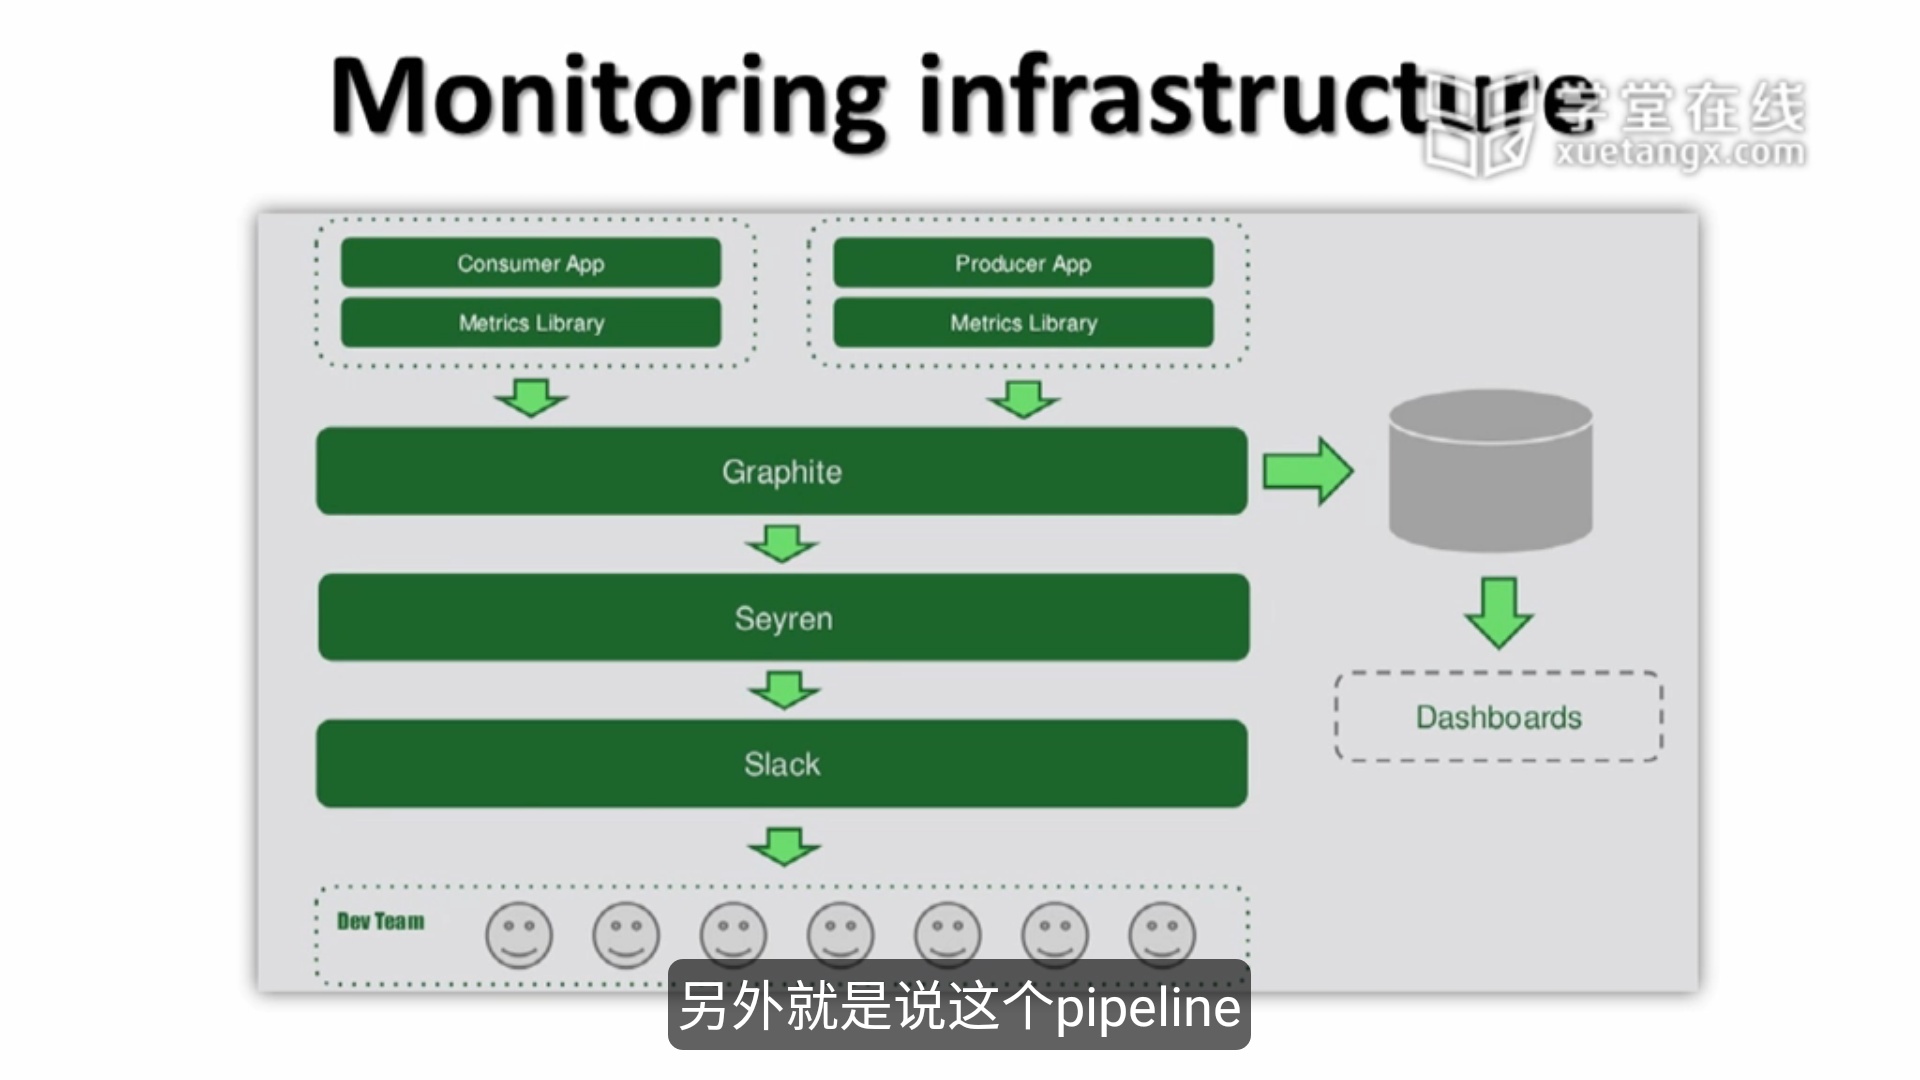 Monitoring infrastructure
学堂在线
xuetangx.com
Consumer App
Metrics Library
Producer App
Metrics Library
Graphite
Seyren
Slack
Dashboards
Dev Team
另外就是说这个pipeline